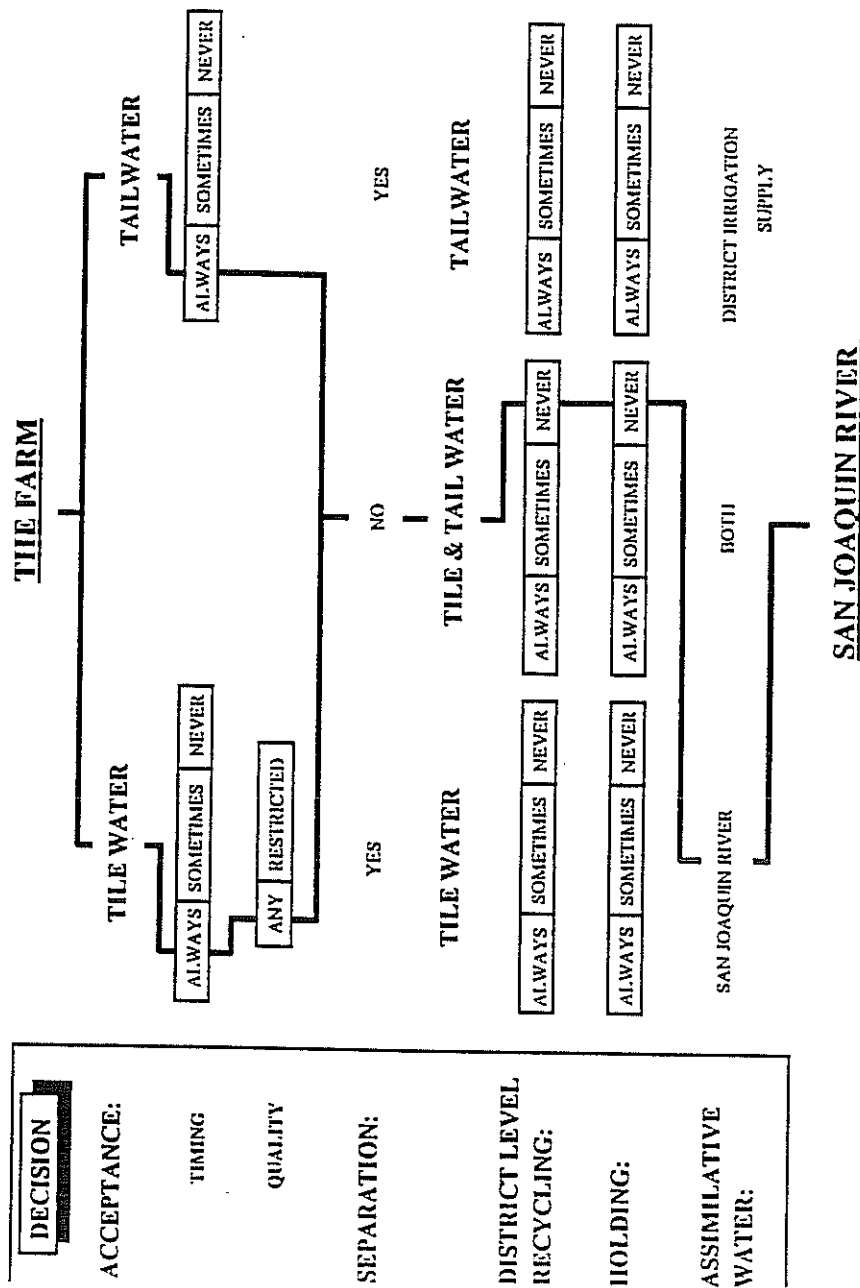 THE FARM
DECISION
ACCEPTANCE:
TILE WATER
TAILWATER
TIMING
ALWAYS SOMETIMES NEVER
ALWAYS SOMETIMES NEVER
QUALITY
ANY RESTRICTED
SEPARATION:
YES
NO
YES
TILE WATER
TILE & TAIL WATER
TAILWATER
DISTRICT LEVEL
RECYCLING:
ALWAYS SOMETIMES NEVER
ALWAYS SOMETIMES NEVER
ALWAYS SOMETIMES NEVER
HOLDING:
ALWAYS SOMETIMES NEVER
ALWAYS SOMETIMES NEVER
ALWAYS SOMETIMES NEVER
ASSIMILATIVE
WATER:
SAN JOAQUIN RIVER
BOTH
DISTRICT IRRIGATION
SUPPLY
SAN JOAQUIN RIVER